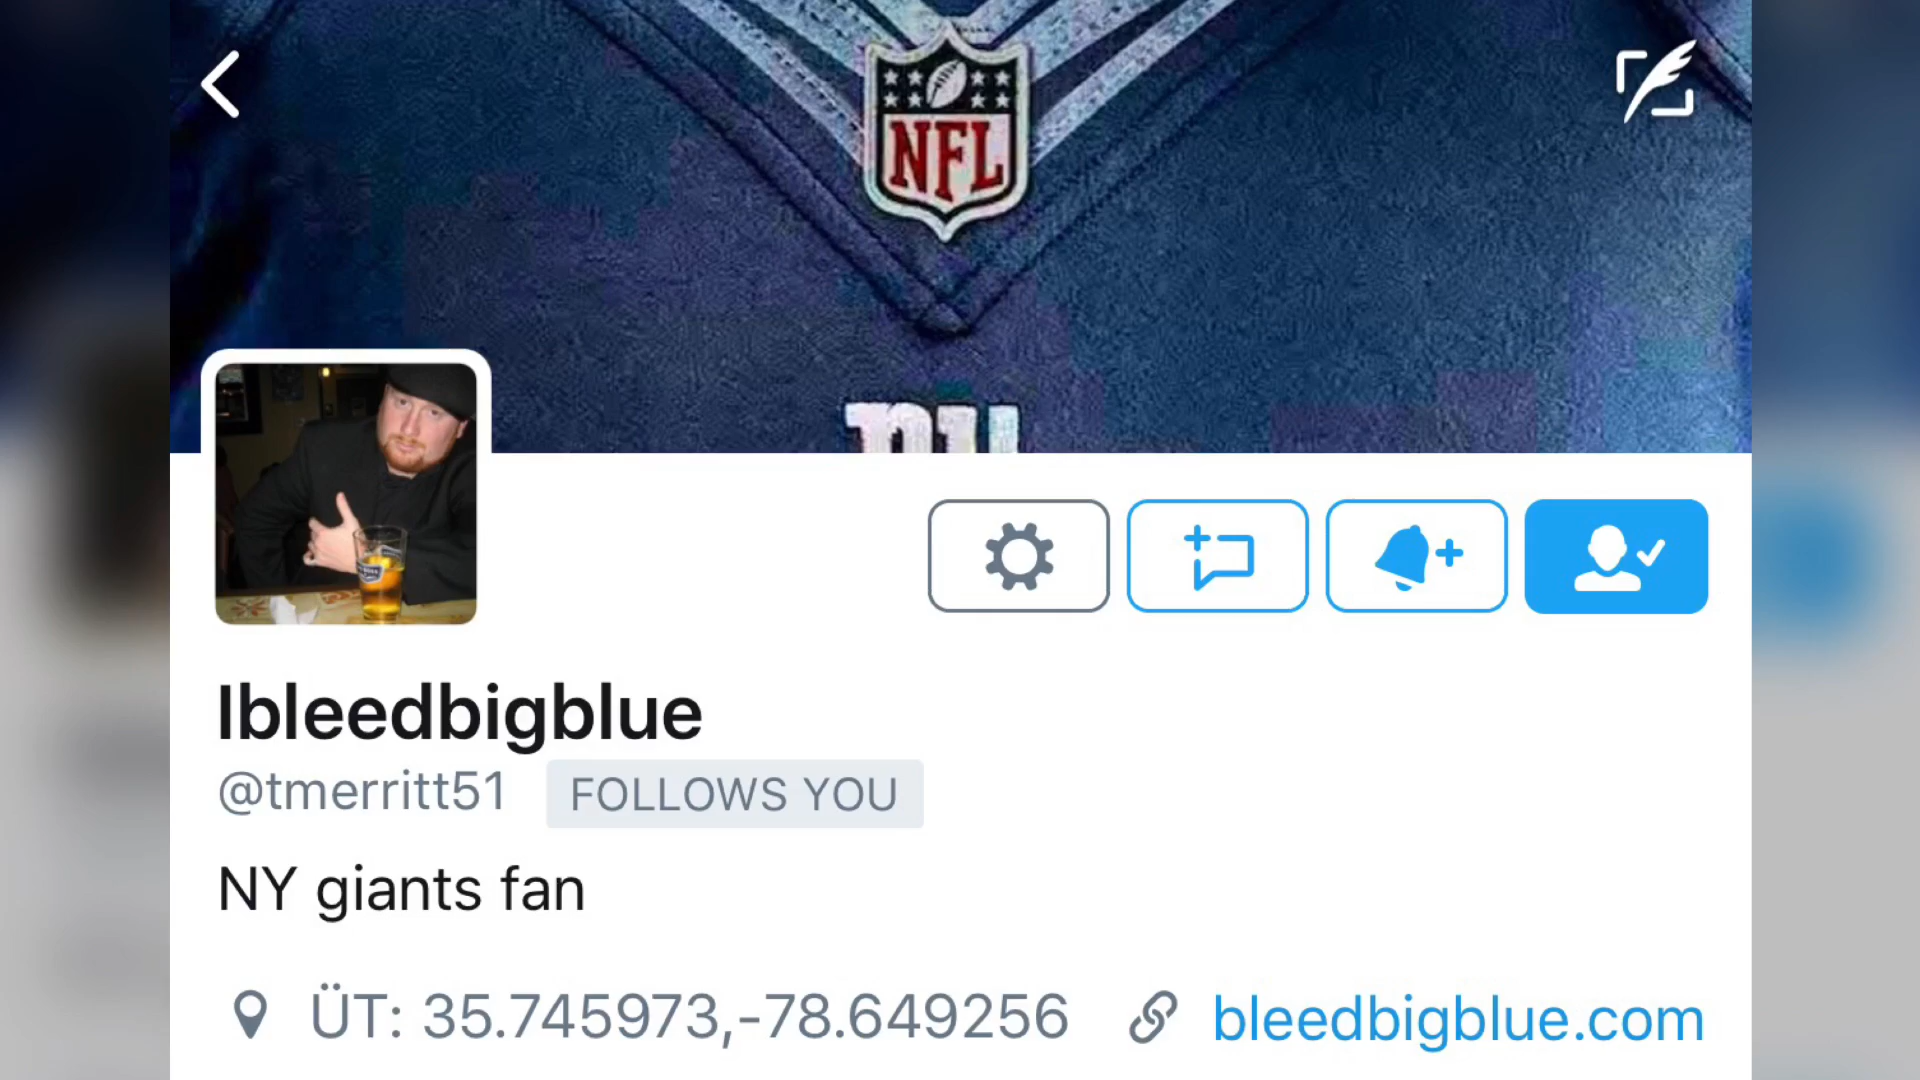 NFL
Ibleedbigblue
@tmerritt51 FOLLOWS YOU
NY giants fan
ÜT: 35.745973,-78.649256 bleedbigblue.com